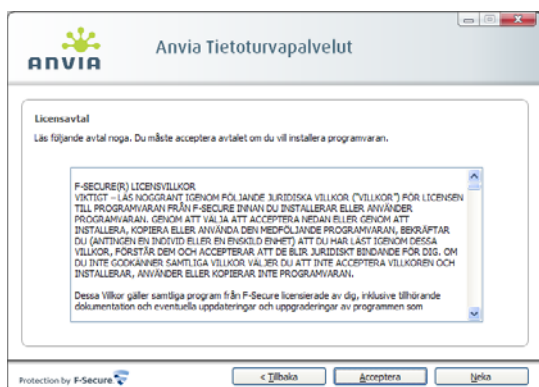 ANVIA
Anvia Tietoturvapalvelut
Licensavtal
Läs följande avtal noga. Du måste acceptera avtalet om du vill installera programvaran.
F-SECURE(R) LICENSVILLKOR
VIKTIGT – LÄS NOGGRANT IGENOM FÖLJANDE JURIDISKA VILLKOR ("VILLKOR") FÖR LICENSEN
TILL PROGRAMVARAN FRÅN F-SECURE INNAN DU INSTALLERAR ELLER ANVÄNDER
PROGRAMVARAN. GENOM ATT VÄLJA ATT ACCEPTERA NEDAN ELLER GENOM ATT
INSTALLERA, KOPIERA ELLER ANVÄNDA DEN MEDFÖLJANDE PROGRAMVARAN, BEKRÄFTAR
DU (ANTINGEN EN INDIVID ELLER EN ENSKILD ENHET) ATT DU HAR LÄST IGENOM DESSA
VILLKOR, FÖRSTÅR DEM OCH ACCEPTERAR ATT DE BLIR JURIDISKT BINDANDE FÖR DIG. OM
DU INTE GODKÄNNER SAMTLIGA VILLKOR VÄLJER DU ATT INTE ACCEPTERA VILLKOREN OCH
INSTALLERAR, ANVÄNDER ELLER KOPIERAR INTE PROGRAMMET.
Dessa Villkor gäller samtliga program från F-Secure licensierade av dig, inklusive tillhörande
dokumentation och eventuella uppdateringar och uppgraderingar av programmen som
Protection by F-Secure
< Tillbaka
Acceptera
Neka